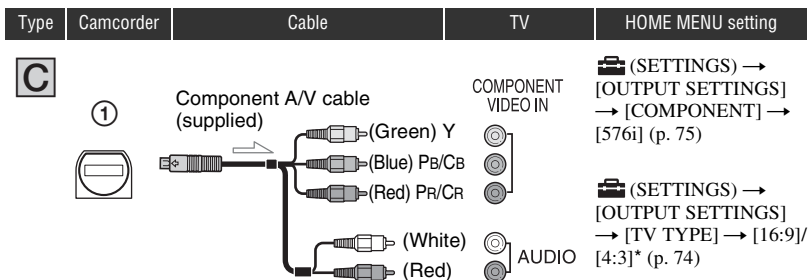 Type Camcorder Cable TV HOME MENU setting
C
①
Component A/V cable
(supplied)
(Green) Y
(Blue) PB/CB
(Red) PR/CR
(White)
(Red)
COMPONENT
VIDEO IN
AUDIO
(SETTINGS) →
[OUTPUT SETTINGS]
→ [COMPONENT] →
[576i] (p. 75)
(SETTINGS) →
[OUTPUT SETTINGS]
→ [TV TYPE] → [16:9]/
[4:3]* (p. 74)